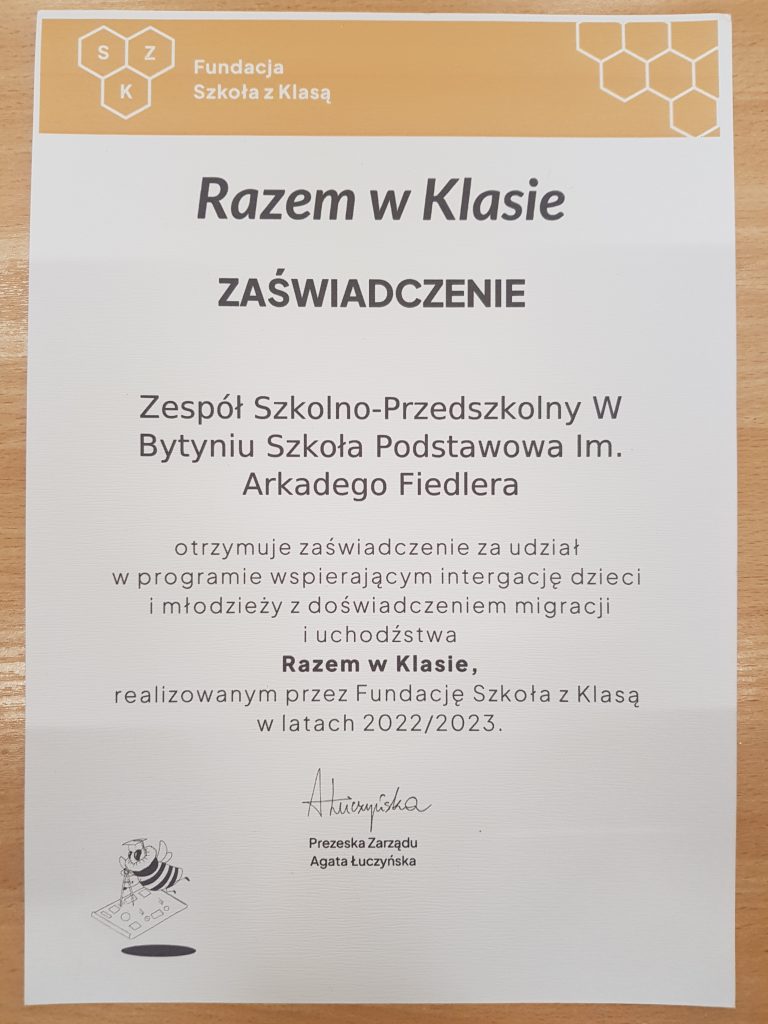 S Z
K
Fundacja
Szkoła z Klasą
Razem w Klasie
ZAŚWIADCZENIE
Zespół Szkolno-Przedszkolny W
Bytyniu Szkoła Podstawowa Im.
Arkadego Fiedlera
otrzymuje zaświadczenie za udział
w programie wspierającym intergację dzieci
i młodzieży z doświadczeniem migracji
i uchodźstwa
Razem w Klasie,
realizowanym przez Fundację Szkoła z Klasą
w latach 2022/2023.
AŁuczyńska
Prezeska Zarządu
Agata Łuczyńska